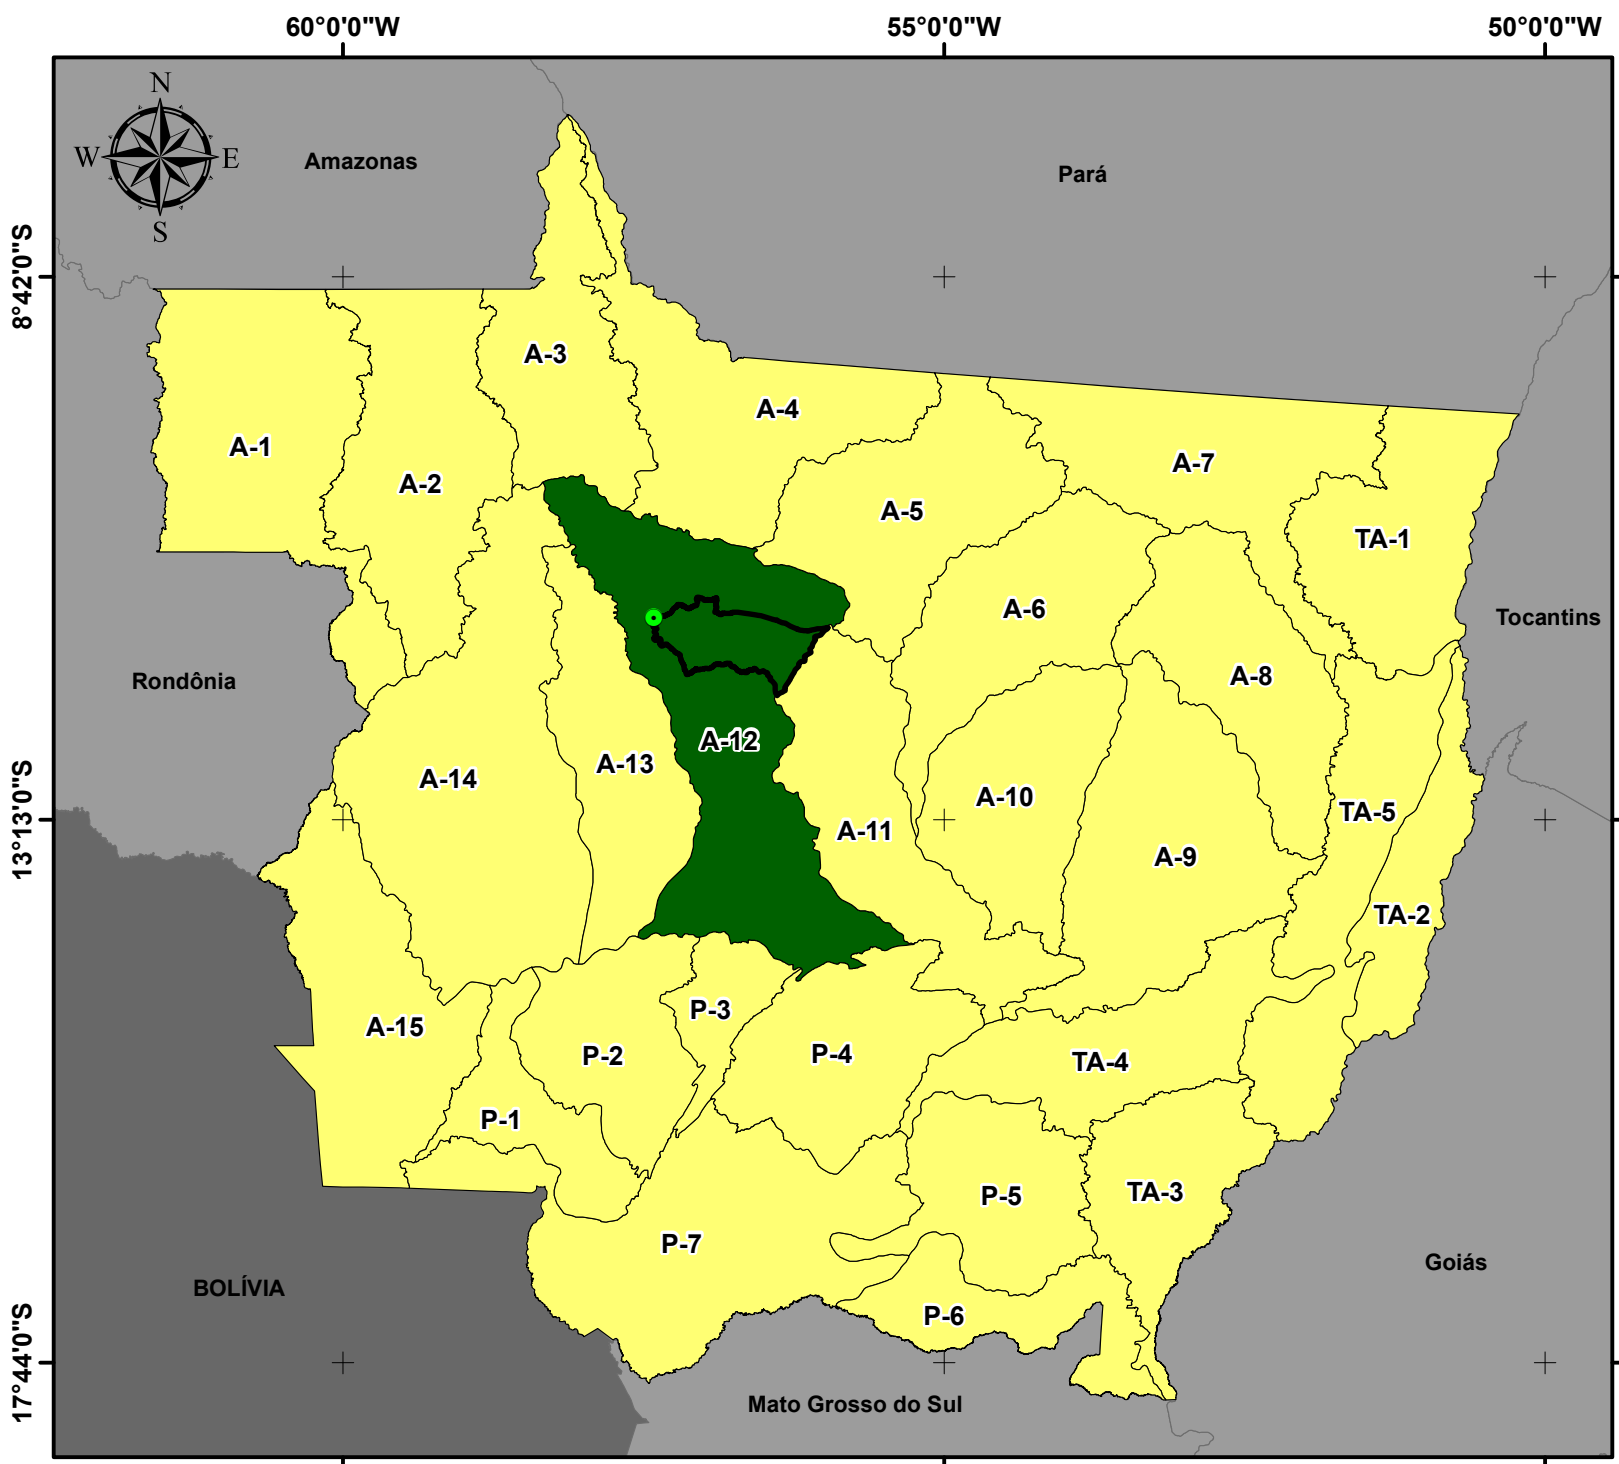 60°0'0"W
55°0'0"W
50°0'0"W
N
W
E
S
Amazonas
Pará
8°42'0"S
A-3
A-4
A-1
A-7
A-2
A-5
TA-1
A-6
Tocantins
Rondônia
A-8
A-12
A-13
A-14
A-10
TA-5
A-11
13°13'0"S
A-9
TA-2
P-3
A-15
P-2
P-4
TA-4
P-1
P-5
TA-3
P-7
Goiás
BOLÍVIA
P-6
17°44'0"S
Mato Grosso do Sul